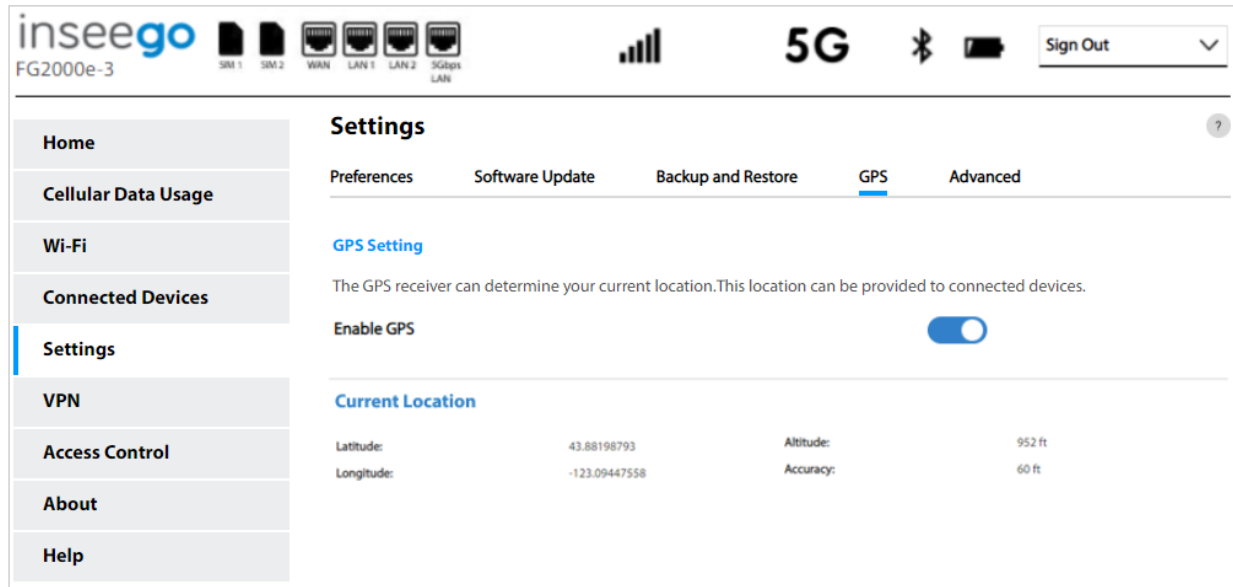 inseego
FG2000e-3
SIM 1 SIM 2 WAN LAN 1 LAN 2 5Gbps LAN
5G
Sign Out
Home
Cellular Data Usage
Wi-Fi
Connected Devices
Settings
VPN
Access Control
About
Help
Settings
?
Preferences Software Update Backup and Restore GPS Advanced
GPS Setting
The GPS receiver can determine your current location.This location can be provided to connected devices.
Enable GPS
Current Location
Latitude: 43.88198793 Altitude: 952 ft
Longitude: -123.09447558 Accuracy: 60 ft